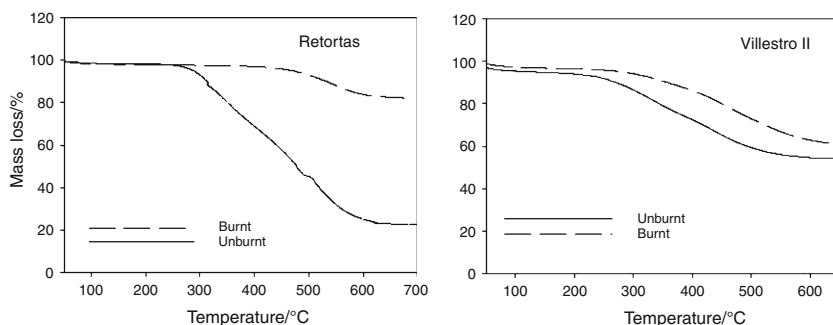 Retortas
Mass loss/%
120
100
80
60
40
20
0
Burnt
Unburnt
100 200 300 400 500 600 700
Temperature/°C
Villestro II
120
100
80
60
40
20
0
Unburnt
Burnt
100 200 300 400 500 600
Temperature/°C